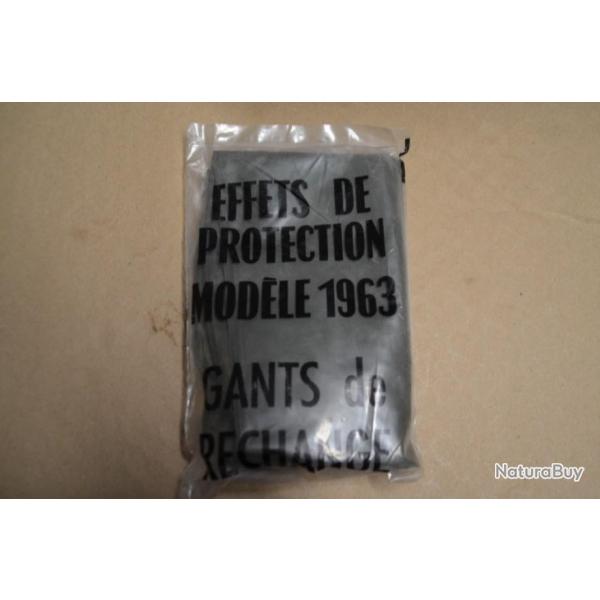 EFFETS DE
PROTECTION
MODÈLE 1963
GANTS de
RECHANGE
NaturaBuy